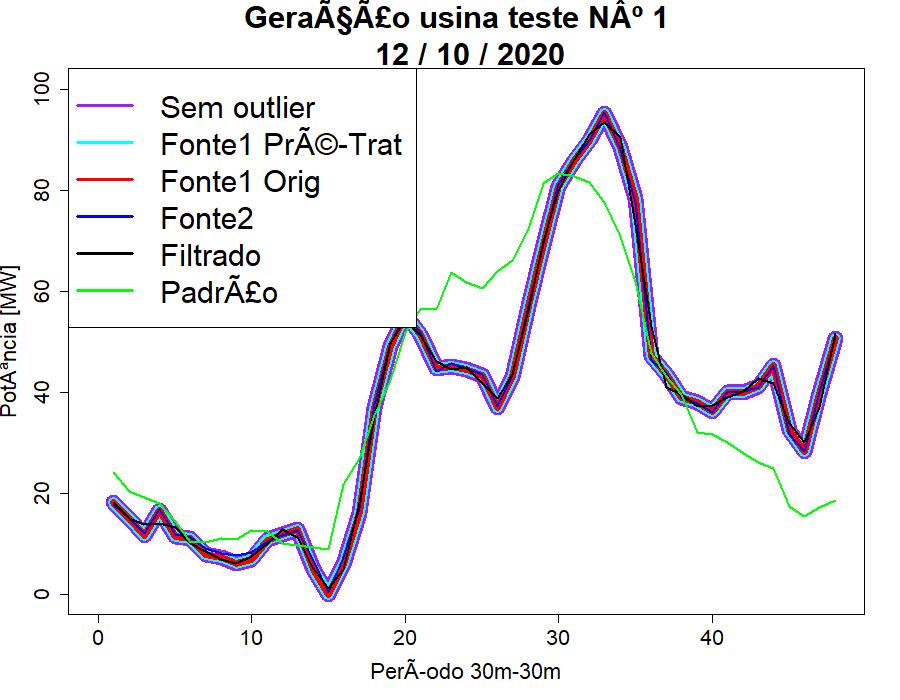 GeraÃ§Ã£o usina teste NÂº 1
12 / 10 / 2020
Sem outlier
Fonte1 PrÃ©-Trat
Fonte1 Orig
Fonte2
Filtrado
PadrÃ£o
PotÃªncia [MW]
100
80
60
40
20
0
0 10 20 30 40
PerÃ-odo 30m-30m